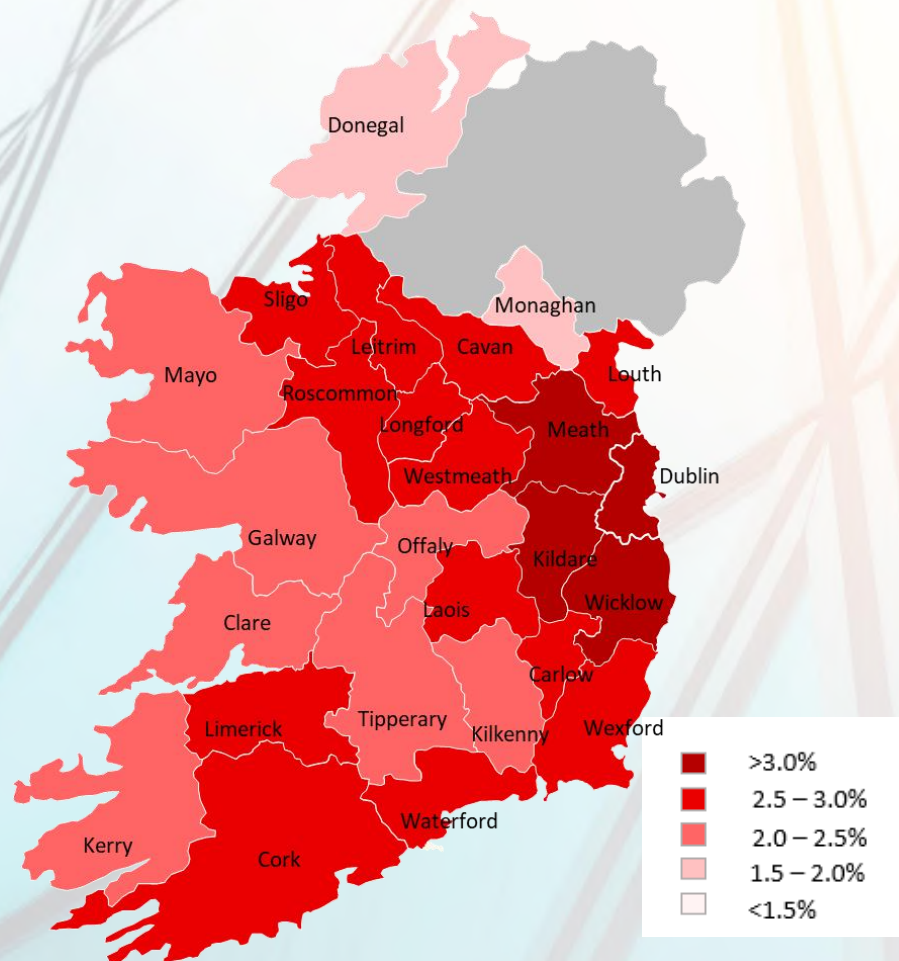 Donegal
Monaghan
Sligo
Leitrim
Cavan
Mayo
Louth
Roscommon
Longford
Meath
Westmeath
Dublin
Galway
Offaly
Kildare
Wicklow
Laois
Clare
Carlow
Tipperary
Limerick
Kilkenny
Wexford
Waterford
Kerry
Cork
>3.0%
2.5 – 3.0%
2.0 – 2.5%
1.5 – 2.0%
<1.5%